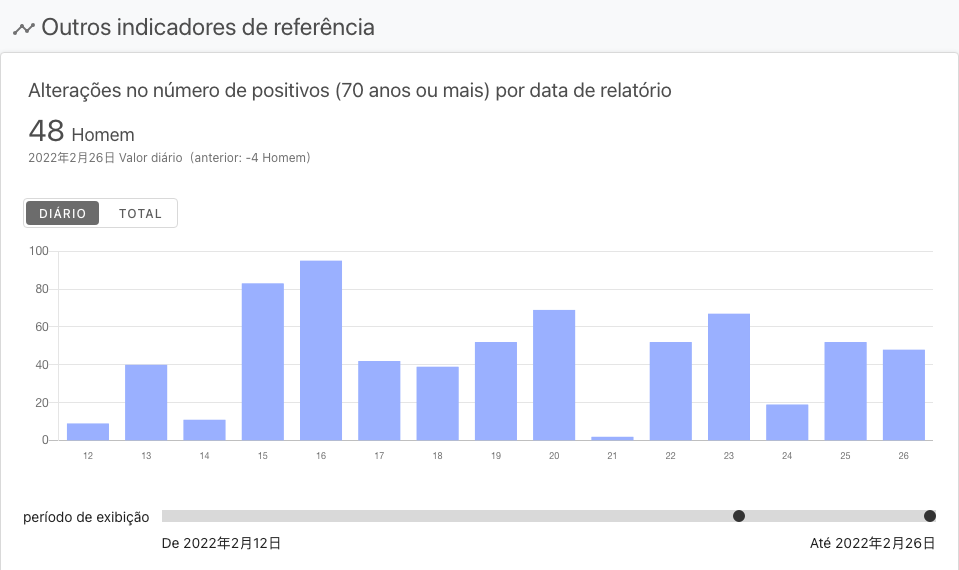 Outros indicadores de referência
Alterações no número de positivos (70 anos ou mais) por data de relatório
48 Homem
2022年2月26日 Valor diário (anterior: -4 Homem)
DIÁRIO TOTAL
100
80
60
40
20
0
12 13 14 15 16 17 18 19 20 21 22 23 24 25 26
período de exibição
De 2022年2月12日 Até 2022年2月26日